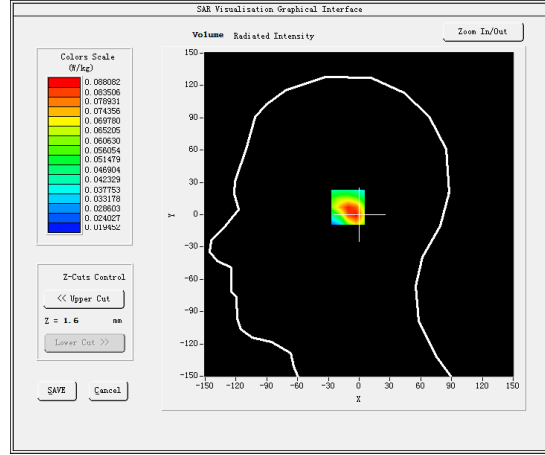 SAR Visualisation Graphical Interface
Volume Radiated Intensity
Zoom In/Out
Colors Scale
(W/kg)
0.088082
0.083506
0.078931
0.074356
0.069780
0.065205
0.060630
0.056054
0.051479
0.046904
0.042329
0.037753
0.033178
0.028603
0.024027
0.019452
Z-Cuts Control
<< Upper Cut
Z = 1.6 mm
Lower Cut >>
SAVE Cancel
150
120
90
60
30
0
-30
-60
-90
-120
-150
Y
-150 -120 -90 -60 -30 0 30 60 90 120 150
X